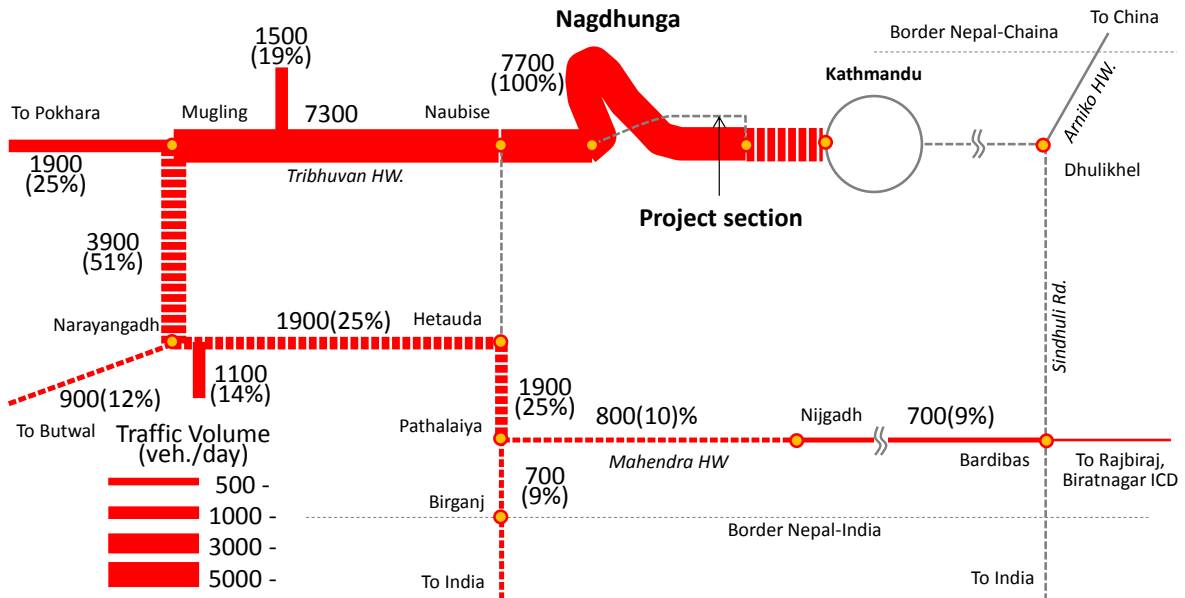 Nagdhunga
To China
1500
(19%)
Border Nepal-Chaina
7700
(100%)
Kathmandu
To Pokhara
Mugling
7300
Naubise
Arniko HW.
1900
(25%)
Tribhuvan HW.
Dhulikhel
Project section
3900
(51%)
Narayangadh
1900(25%)
Hetauda
Sindhuli Rd.
1100
(14%)
900(12%)
To Butwal
1900
(25%)
800(10)%
Nijgadh
700(9%)
Pathalaiya
Mahendra HW
Bardibas
To Rajbiraj,
Biratnagar ICD
Traffic Volume
(veh./day)
500 -
1000 -
3000 -
5000 -
700
(9%)
Birganj
Border Nepal-India
To India
To India